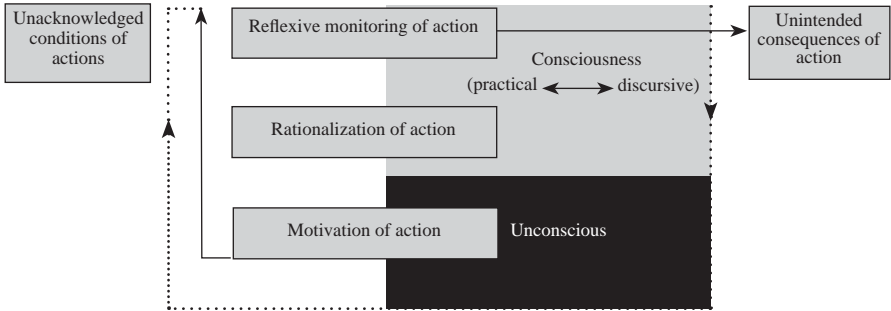 Unacknowledged
conditions of
actions
Reflexive monitoring of action
Unintended
consequences of
action
Consciousness
(practical discursive)
Rationalization of action
Motivation of action
Unconscious